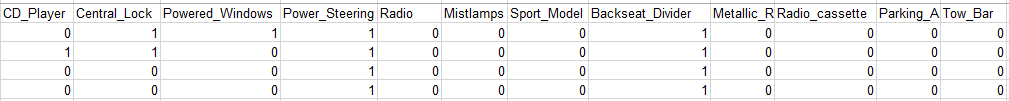 CD_Player Central_Lock Powered_Windows Power_Steering Radio Mistlamps Sport_Model Backseat_Divider Metallic_R Radio_cassette Parking_A Tow_Bar
0 1 1 1 0 0 0 1 0 0 0 0
1 1 0 1 0 0 0 1 0 0 0 0
0 0 0 1 0 0 0 1 0 0 0 0
0 0 0 1 0 0 0 1 0 0 0 0